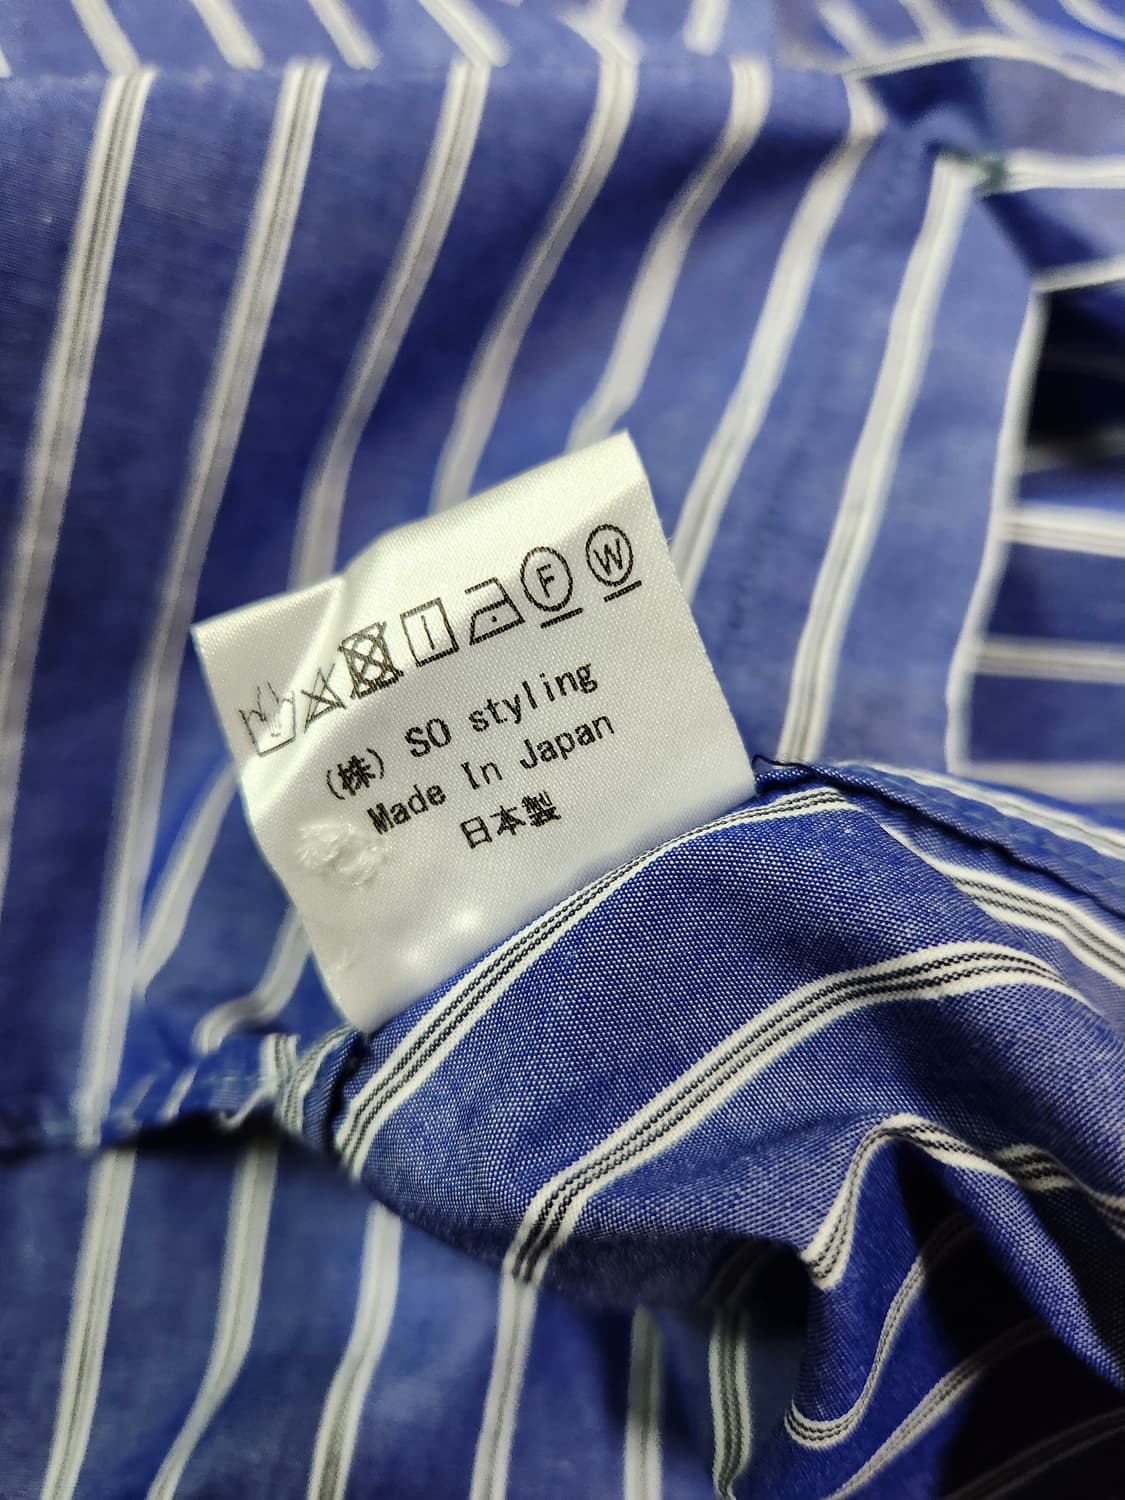 F W
(株) SO styling
Made In Japan
日本製